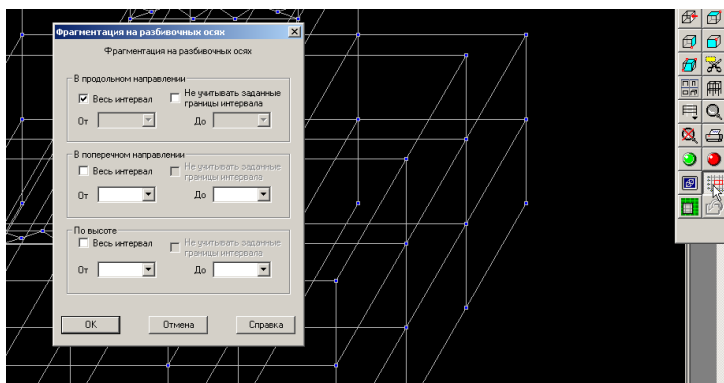 Фрагментация на разбивочных осях
Фрагментация на разбивочных осях
В продольном направлении
Весь интервал
Не учитывать заданные
границы интервала
От
До
В поперечном направлении
Весь интервал
Не учитывать заданные
границы интервала
От
До
По высоте
Весь интервал
Не учитывать заданные
границы интервала
От
До
ОК
Отмена
Справка